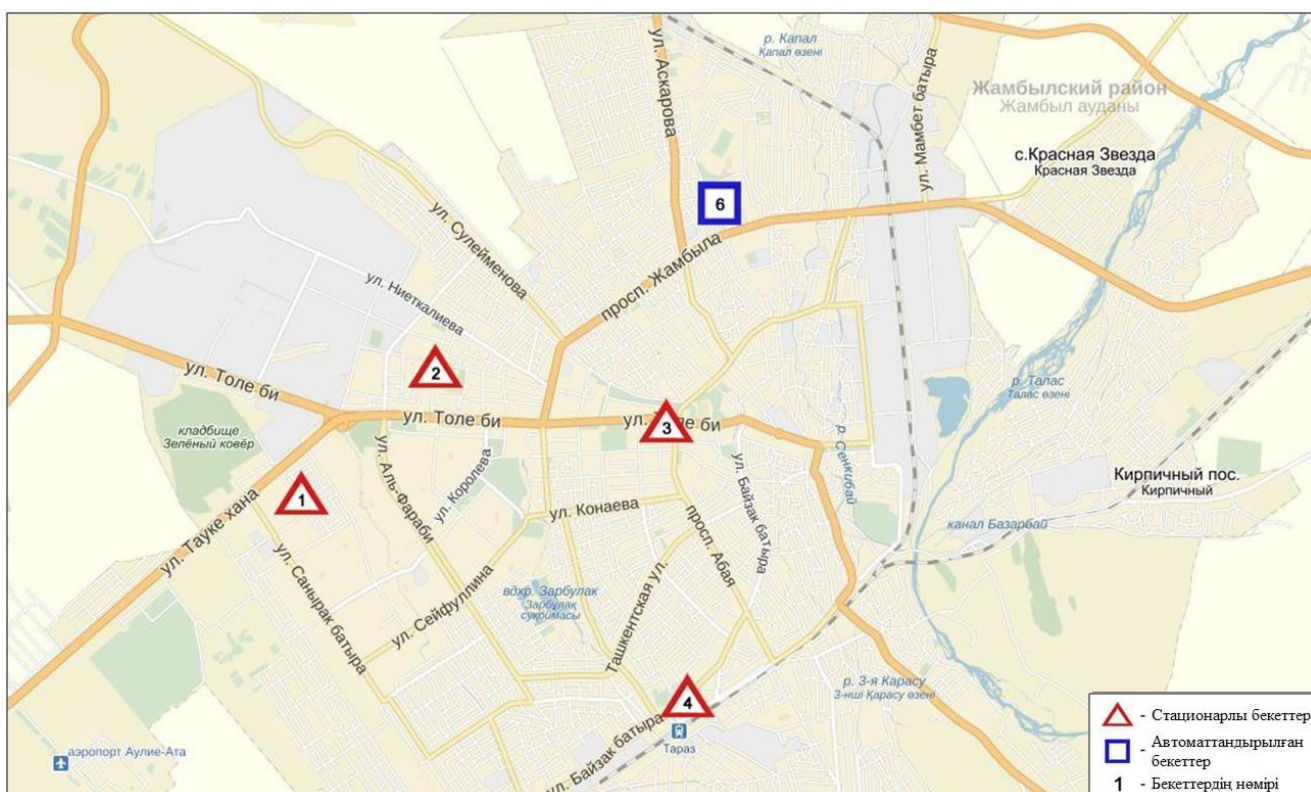 ул. Аскарова
р. Капал
Қапал өзені
ул. Мамбет батыра
Жамбылский район
Жамбыл ауданы
с.Красная Звезда
Красная Звезда
6
ул. Сулейменова
просп. Жамбыла
ул. Ниеткалиева
2
ул. Толе би
ул. Толе би
ул. Толе би
3
р. Талас
Талас өзені
кладбище
Зелёный ковёр
1
ул. Тауке хана
ул. Аль-Фараби
ул. Королева
ул. Конаева
просп. Абая
ул. Байзак батыра
р. Сенкибай
Кирпичный пос.
Кирпичный
канал Базарбай
ул. Санырак батыра
ул. Сейфуллина
вдхр. Зарбулак
Зарбұлақ
суқоймасы
Ташкентская ул.
4
Тараз
ул. Байзак батыра
р. 3-я Карасу
3-нші Қарасу өзені
аэропорт Аулие-Ата
- Стационарлы бекеттер
- Автоматтандырылған
бекеттер
1 - Бекеттердің нөмірі